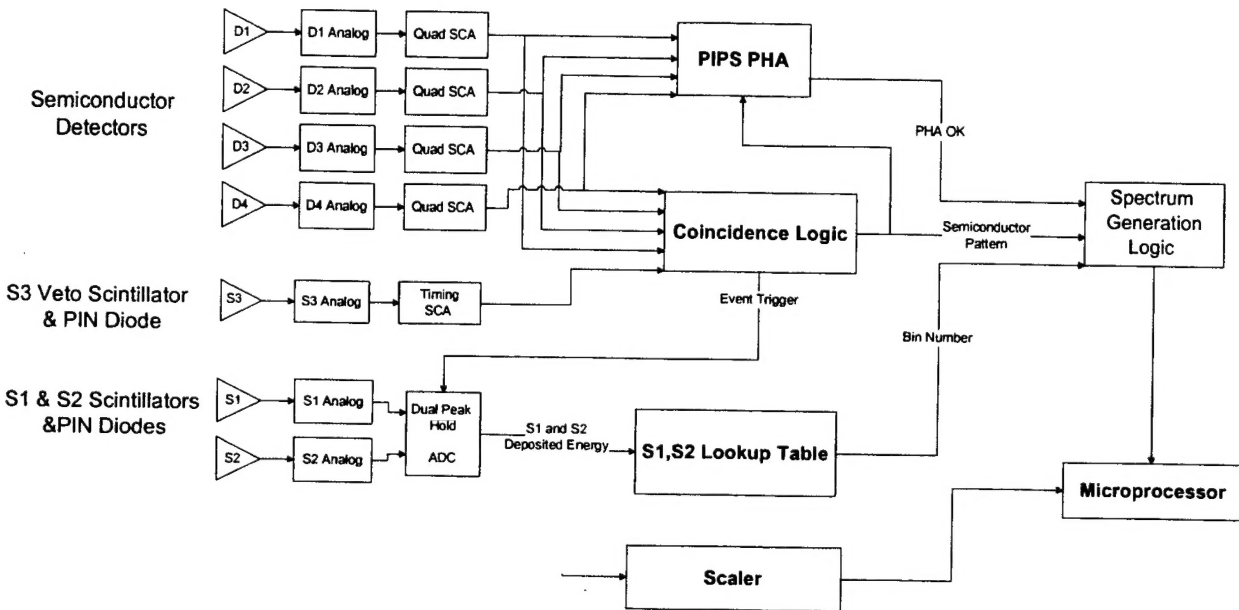 Semiconductor
Detectors
D1
D1 Analog
Quad SCA
D2
D2 Analog
Quad SCA
D3
D3 Analog
Quad SCA
D4
D4 Analog
Quad SCA
PIPS PHA
PHA OK
Coincidence Logic
Semiconductor
Pattern
Spectrum
Generation
Logic
S3 Veto Scintillator
& PIN Diode
S3
S3 Analog
Timing
SCA
Event Trigger
Bin Number
S1 & S2 Scintillators
&PIN Diodes
S1
S1 Analog
S2
S2 Analog
Dual Peak
Hold
ADC
S1 and S2
Deposited Energy
S1,S2 Lookup Table
Microprocessor
Scaler